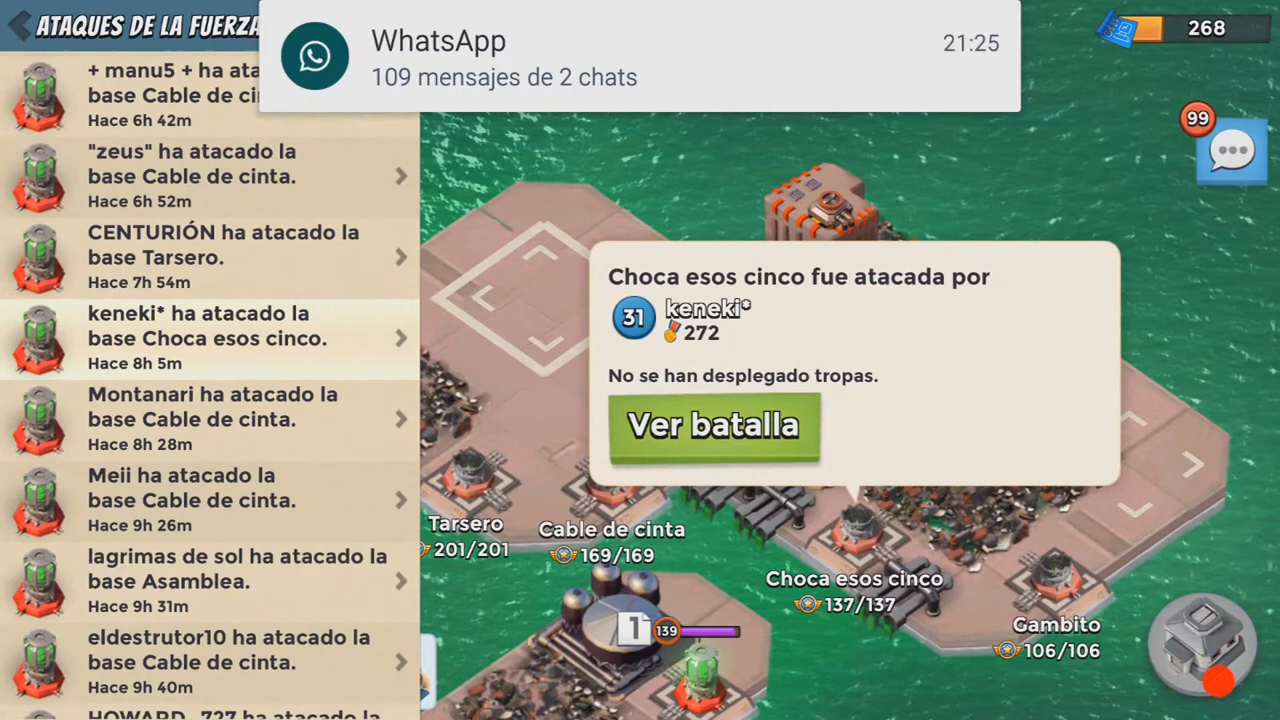 ATAQUES DE LA FUERZA
WhatsApp
21:25
109 mensajes de 2 chats
268
99
+ manu5 + ha ata
base Cable de ci
Hace 6h 42m
"zeus" ha atacado la
base Cable de cinta.
Hace 6h 52m
CENTURIÓN ha atacado la
base Tarsero.
Hace 7h 54m
keneki* ha atacado la
base Choca esos cinco.
Hace 8h 5m
Montanari ha atacado la
base Cable de cinta.
Hace 8h 28m
Meii ha atacado la
base Cable de cinta.
Hace 9h 26m
lagrimas de sol ha atacado la
base Asamblea.
Hace 9h 31m
eldestrutor10 ha atacado la
base Cable de cinta.
Hace 9h 40m
HOWARD_727 ha atacado la
Choca esos cinco fue atacada por
31 keneki*
272
No se han desplegado tropas.
Ver batalla
Tarsero
201/201
Cable de cinta
169/169
Choca esos cinco
137/137
Gambito
106/106
1 139